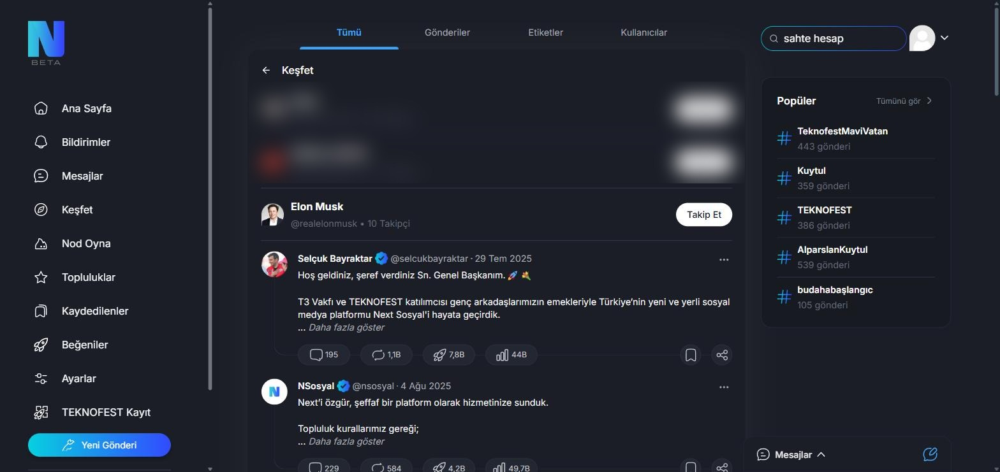 N
BETA
Ana Sayfa
Bildirimler
Mesajlar
Keşfet
Nod Oyna
Topluluklar
Kaydedilenler
Beğeniler
Ayarlar
TEKNOFEST Kayıt
Yeni Gönderi
Tümü
Gönderiler
Etiketler
Kullanıcılar
Keşfet
Elon Musk
@realelonmusk • 10 Takipçi
Takip Et
Selçuk Bayraktar @selcukbayraktar · 29 Tem 2025
Hoş geldiniz, şeref verdiniz Sn. Genel Başkanım. 🚀 💐
T3 Vakfı ve TEKNOFEST katılımcısı genç arkadaşlarımızın emekleriyle Türkiye’nin yeni ve yerli sosyal
medya platformu Next Sosyal'i hayata geçirdik.
... Daha fazla göster
195 1,1B 7,8B 44B
NSosyal @nsosyal · 4 Ağu 2025
Next’i özgür, şeffaf bir platform olarak hizmetinize sunduk.
Topluluk kurallarımız gereği;
... Daha fazla göster
229 584 4,2B 49,7B
sahte hesap
Popüler
Tümünü gör
TeknofestMaviVatan
443 gönderi
Kuytul
359 gönderi
TEKNOFEST
386 gönderi
AlparslanKuytul
539 gönderi
budahabaşlangıc
105 gönderi
Mesajlar